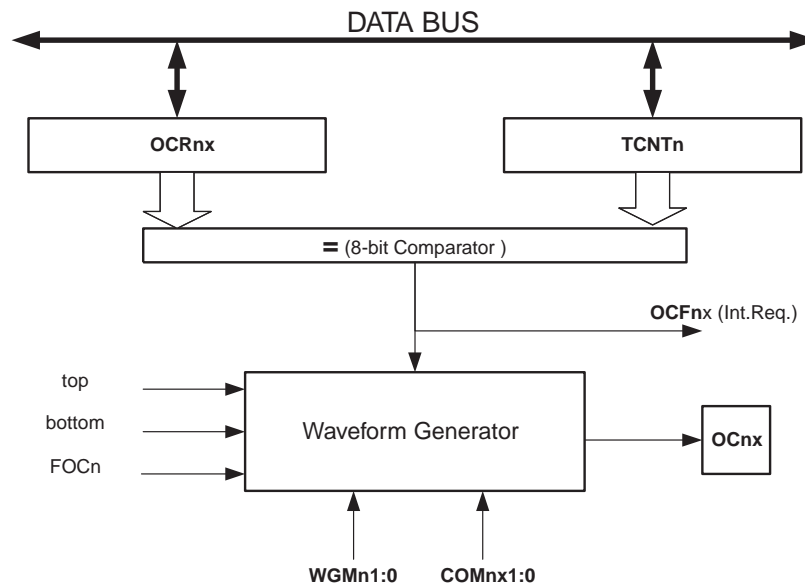 DATA BUS
OCRnx
TCNTn
= (8-bit Comparator )
OCFnx (Int.Req.)
top
bottom
FOCn
Waveform Generator
OCnx
WGMn1:0
COMnx1:0